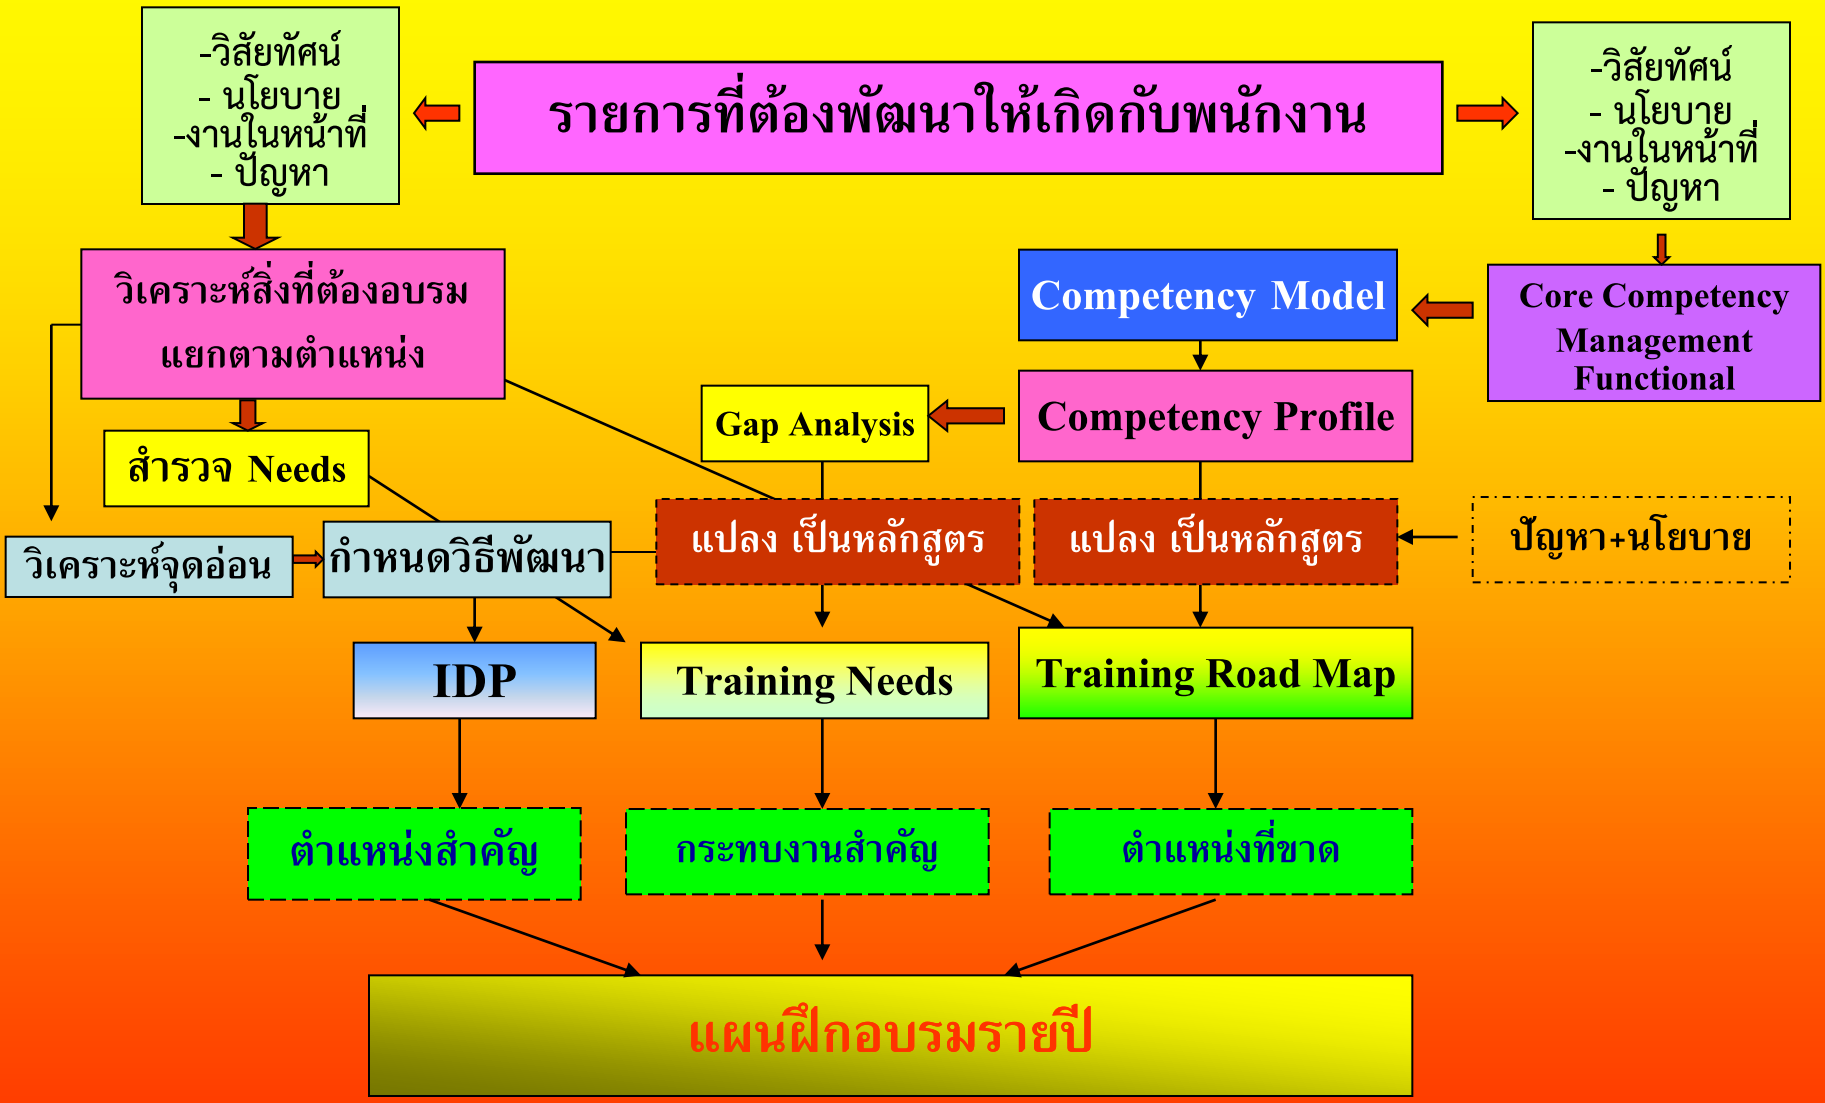 -วิสัยทัศน์
- นโยบาย
-งานในหน้าที่
- ปัญหา
รายการที่ต้องพัฒนาให้เกิดกับพนักงาน
-วิสัยทัศน์
- นโยบาย
-งานในหน้าที่
- ปัญหา
วิเคราะห์สิ่งที่ต้องอบรม
แยกตามตำแหน่ง
Competency Model
Core Competency
Management
Functional
สำรวจ Needs
Gap Analysis
Competency Profile
วิเคราะห์จุดอ่อน
กำหนดวิธีพัฒนา
แปลง เป็นหลักสูตร
แปลง เป็นหลักสูตร
ปัญหา+นโยบาย
IDP
Training Needs
Training Road Map
ตำแหน่งสำคัญ
กระทบงานสำคัญ
ตำแหน่งที่ขาด
แผนฝึกอบรมรายปี